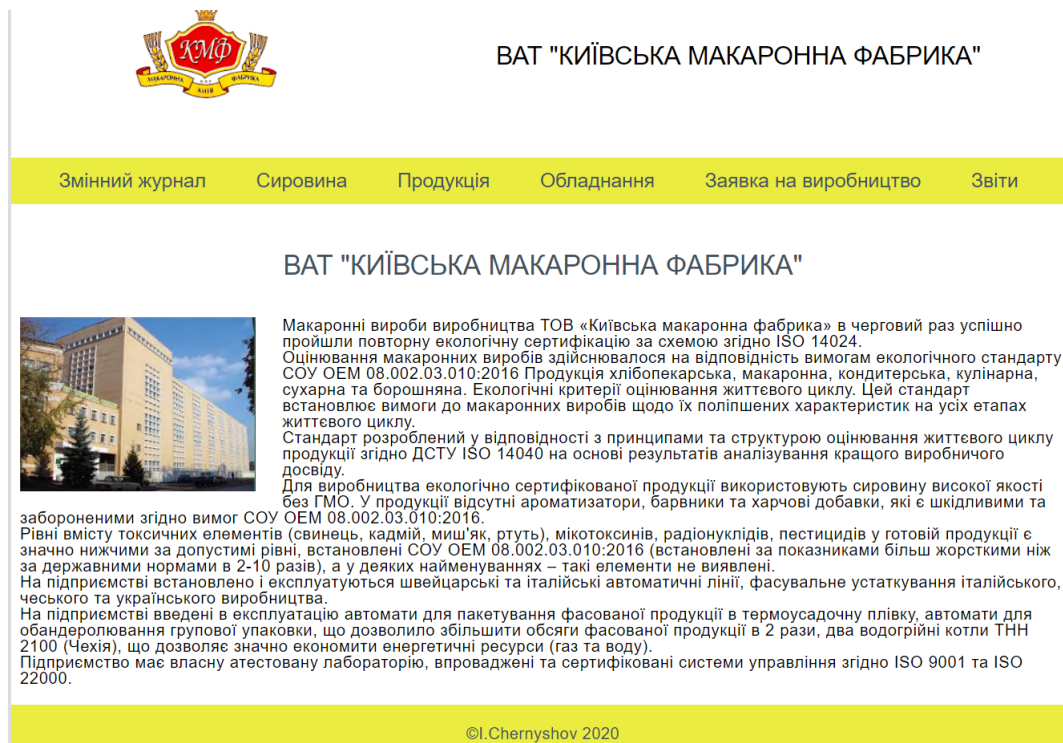 КМФ
МАКАРОННА ФАБРИКА
КИЇВ
ВАТ "КИЇВСЬКА МАКАРОННА ФАБРИКА"
Змінний журнал Сировина Продукція Обладнання Заявка на виробництво Звіти
ВАТ "КИЇВСЬКА МАКАРОННА ФАБРИКА"
Макаронні вироби виробництва ТОВ «Київська макаронна фабрика» в черговий раз успішно
пройшли повторну екологічну сертифікацію за схемою згідно ISO 14024.
Оцінювання макаронних виробів здійснювалося на відповідність вимогам екологічного стандарту
СОУ ОЕМ 08.002.03.010:2016 Продукція хлібопекарська, макаронна, кондитерська, кулінарна,
сухарна та борошняна. Екологічні критерії оцінювання життєвого циклу. Цей стандарт
встановлює вимоги до макаронних виробів щодо їх поліпшених характеристик на усіх етапах
життєвого циклу.
Стандарт розроблений у відповідності з принципами та структурою оцінювання життєвого циклу
продукції згідно ДСТУ ISO 14040 на основі результатів аналізування кращого виробничого
досвіду.
Для виробництва екологічно сертифікованої продукції використовують сировину високої якості
без ГМО. У продукції відсутні ароматизатори, барвники та харчові добавки, які є шкідливими та
забороненими згідно вимог СОУ ОЕМ 08.002.03.010:2016.
Рівні вмісту токсичних елементів (свинець, кадмій, миш'як, ртуть), мікотоксинів, радіонуклідів, пестицидів у готовій продукції є
значно нижчими за допустимі рівні, встановлені СОУ ОЕМ 08.002.03.010:2016 (встановлені за показниками більш жорсткими ніж
за державними нормами в 2-10 разів), а у деяких найменуваннях – такі елементи не виявлені.
На підприємстві встановлено і експлуатуються швейцарські та італійські автоматичні лінії, фасувальне устаткування італійського,
чеського та українського виробництва.
На підприємстві введені в експлуатацію автомати для пакетування фасованої продукції в термоусадочну плівку, автомати для
обандеролювання групової упаковки, що дозволило збільшити обсяги фасованої продукції в 2 рази, два водогрійні котли ТНН
2100 (Чехія), що дозволяє значно економити енергетичні ресурси (газ та воду).
Підприємство має власну атестовану лабораторію, впроваджені та сертифіковані системи управління згідно ISO 9001 та ISO
22000.
©I.Chernyshov 2020